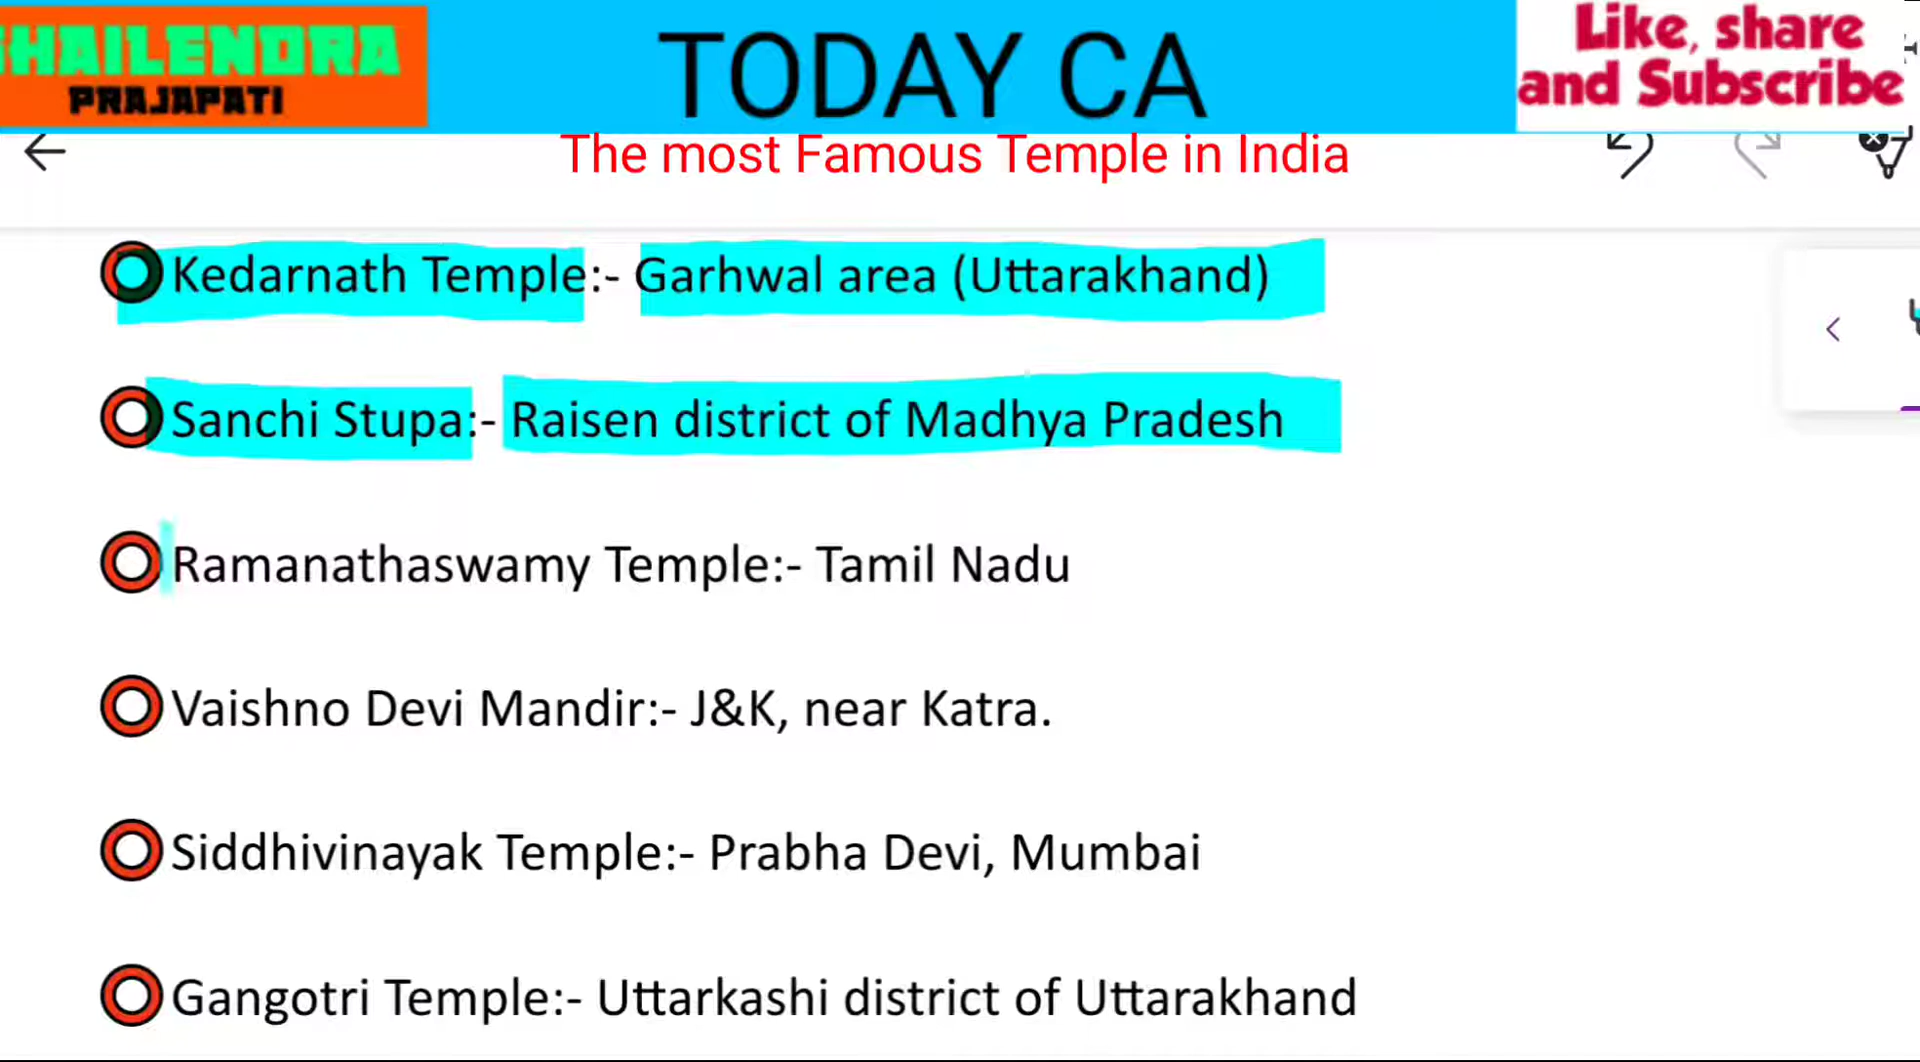 HAILENDRA
PRAJAPATI
TODAY CA
Like, share
and Subscribe
The most Famous Temple in India
Kedarnath Temple:- Garhwal area (Uttarakhand)
Sanchi Stupa:- Raisen district of Madhya Pradesh
Ramanathaswamy Temple:- Tamil Nadu
Vaishno Devi Mandir:- J&K, near Katra.
Siddhivinayak Temple:- Prabha Devi, Mumbai
Gangotri Temple:- Uttarkashi district of Uttarakhand